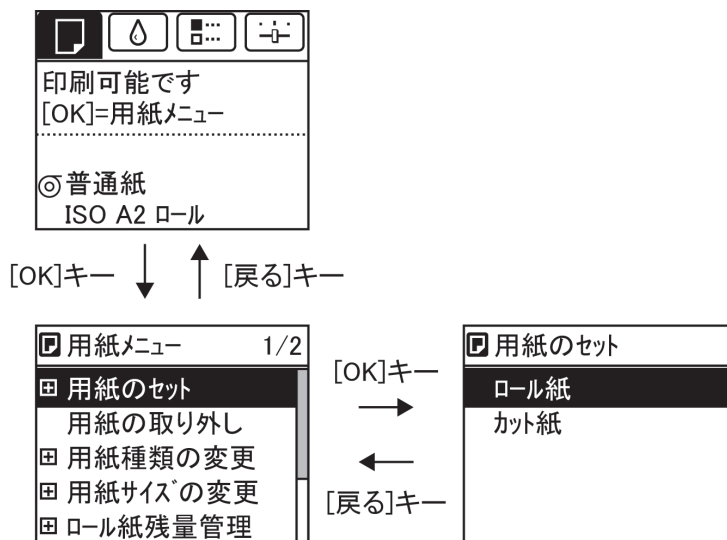 印刷可能です
[OK]=用紙メニュー
普通紙
ISO A2 ロール
[OK]キー
[戻る]キー
用紙メニュー 1/2
用紙のセット
用紙の取り外し
用紙種類の変更
用紙サイズの変更
ロール紙残量管理
[OK]キー
[戻る]キー
用紙のセット
ロール紙
カット紙